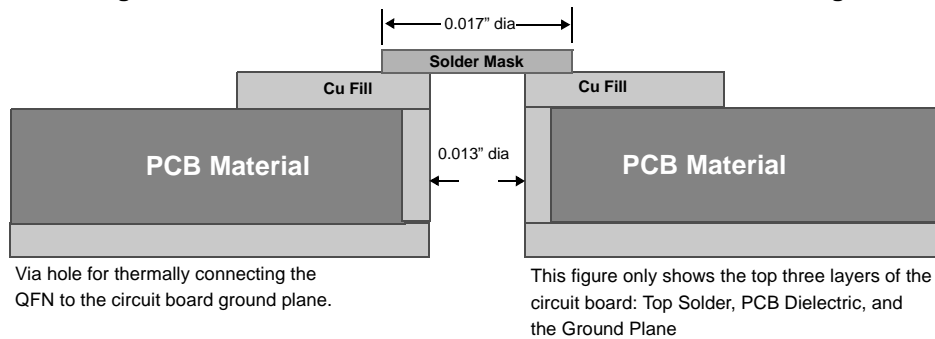 0.017” dia
Solder Mask
Cu Fill
Cu Fill
PCB Material
0.013” dia
PCB Material
Via hole for thermally connecting the
QFN to the circuit board ground plane.
This figure only shows the top three layers of the
circuit board: Top Solder, PCB Dielectric, and
the Ground Plane